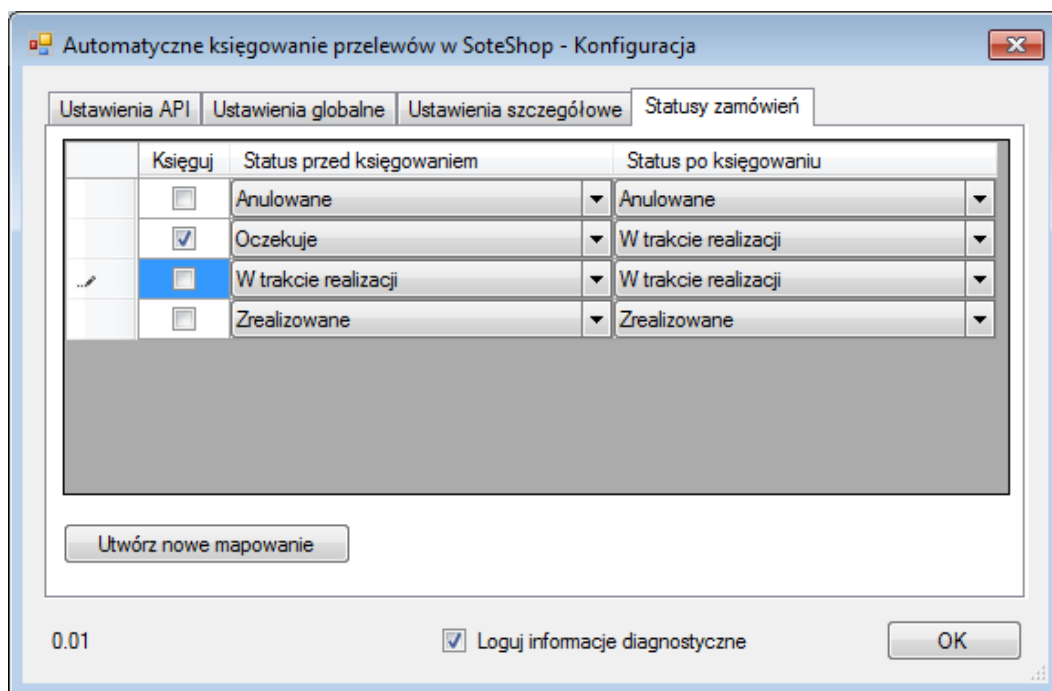 Automatyczne księgowanie przelewów w SoteShop - Konfiguracja
Ustawienia API Ustawienia globalne Ustawienia szczegółowe Statusy zamówień
Księguj Status przed księgowaniem Status po księgowaniu
Anulowane Anulowane
Oczekuje W trakcie realizacji
W trakcie realizacji W trakcie realizacji
Zrealizowane Zrealizowane
Utwórz nowe mapowanie
0.01 Loguj informacje diagnostyczne OK